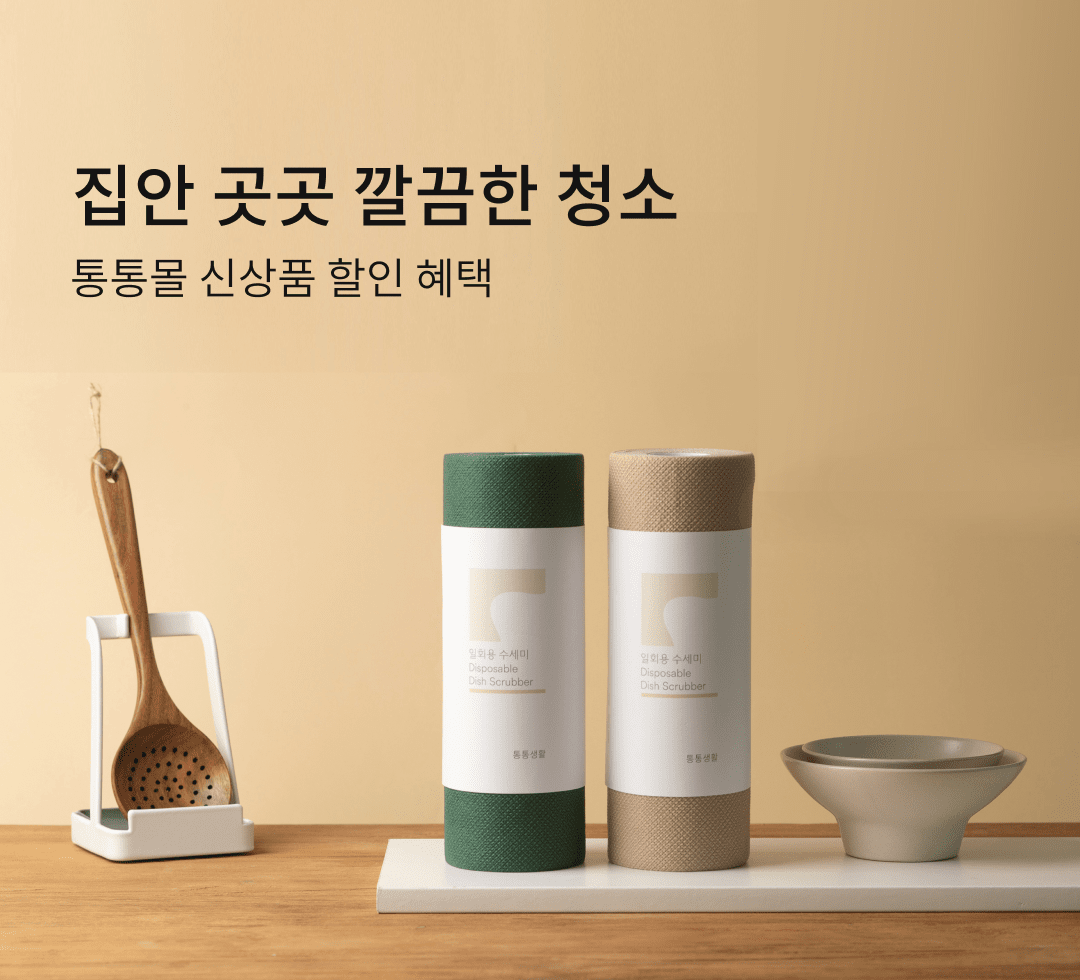 집안 곳곳 깔끔한 청소
통통몰 신상품 할인 혜택
일회용 수세미
Disposable
Dish Scrubber
통통생활
일회용 수세미
Disposable
Dish Scrubber
통통생활